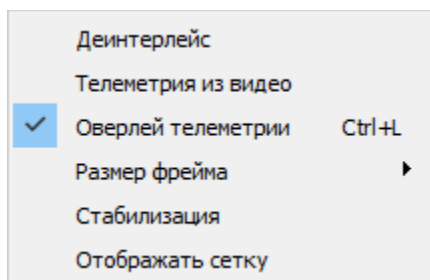 Деинтерлейс
Телеметрия из видео
Оверлей телеметрии Ctrl+L
Размер фрейма
Стабилизация
Отображать сетку